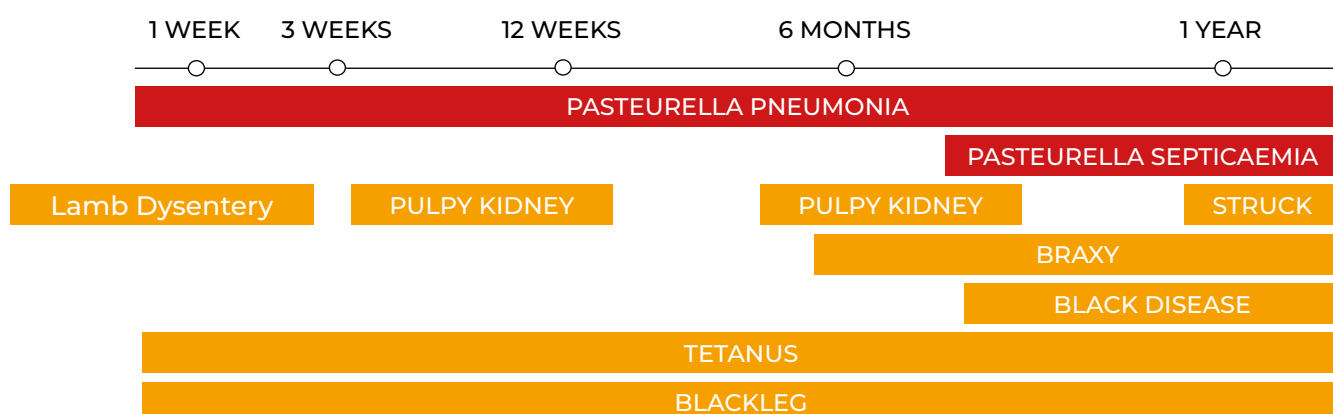 1 WEEK 3 WEEKS 12 WEEKS 6 MONTHS 1 YEAR
PASTEURELLA PNEUMONIA
PASTEURELLA SEPTICAEMIA
Lamb Dysentery PULPY KIDNEY PULPY KIDNEY STRUCK
BRAXY
BLACK DISEASE
TETANUS
BLACKLEG